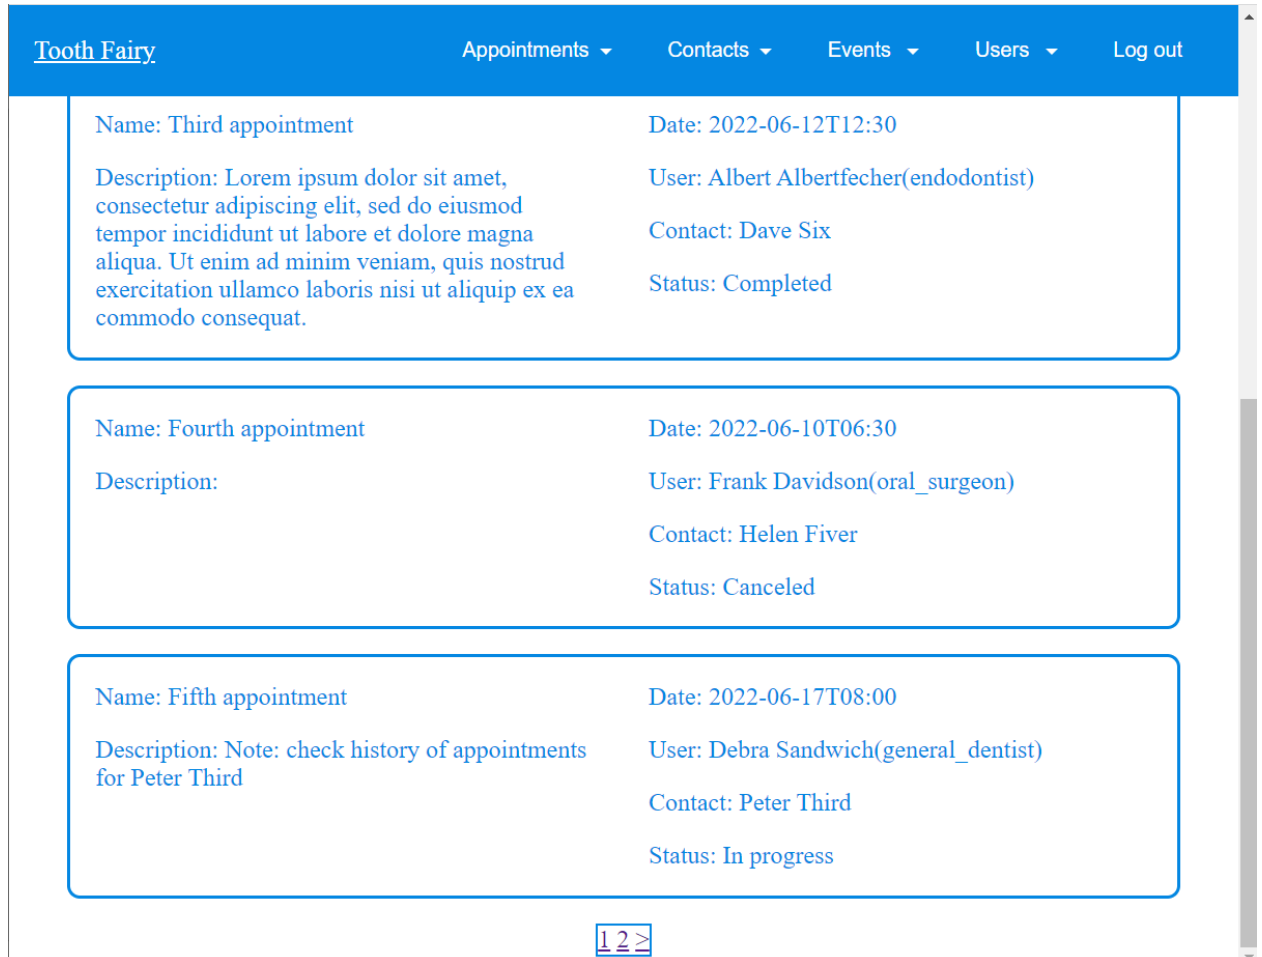 Tooth Fairy
Appointments
Contacts
Events
Users
Log out
Name: Third appointment
Description: Lorem ipsum dolor sit amet,
consectetur adipiscing elit, sed do eiusmod
tempor incididunt ut labore et dolore magna
aliqua. Ut enim ad minim veniam, quis nostrud
exercitation ullamco laboris nisi ut aliquip ex ea
commodo consequat.
Date: 2022-06-12T12:30
User: Albert Albertfecher(endodontist)
Contact: Dave Six
Status: Completed
Name: Fourth appointment
Description:
Date: 2022-06-10T06:30
User: Frank Davidson(oral_surgeon)
Contact: Helen Fiver
Status: Canceled
Name: Fifth appointment
Description: Note: check history of appointments
for Peter Third
Date: 2022-06-17T08:00
User: Debra Sandwich(general_dentist)
Contact: Peter Third
Status: In progress
1 2 >